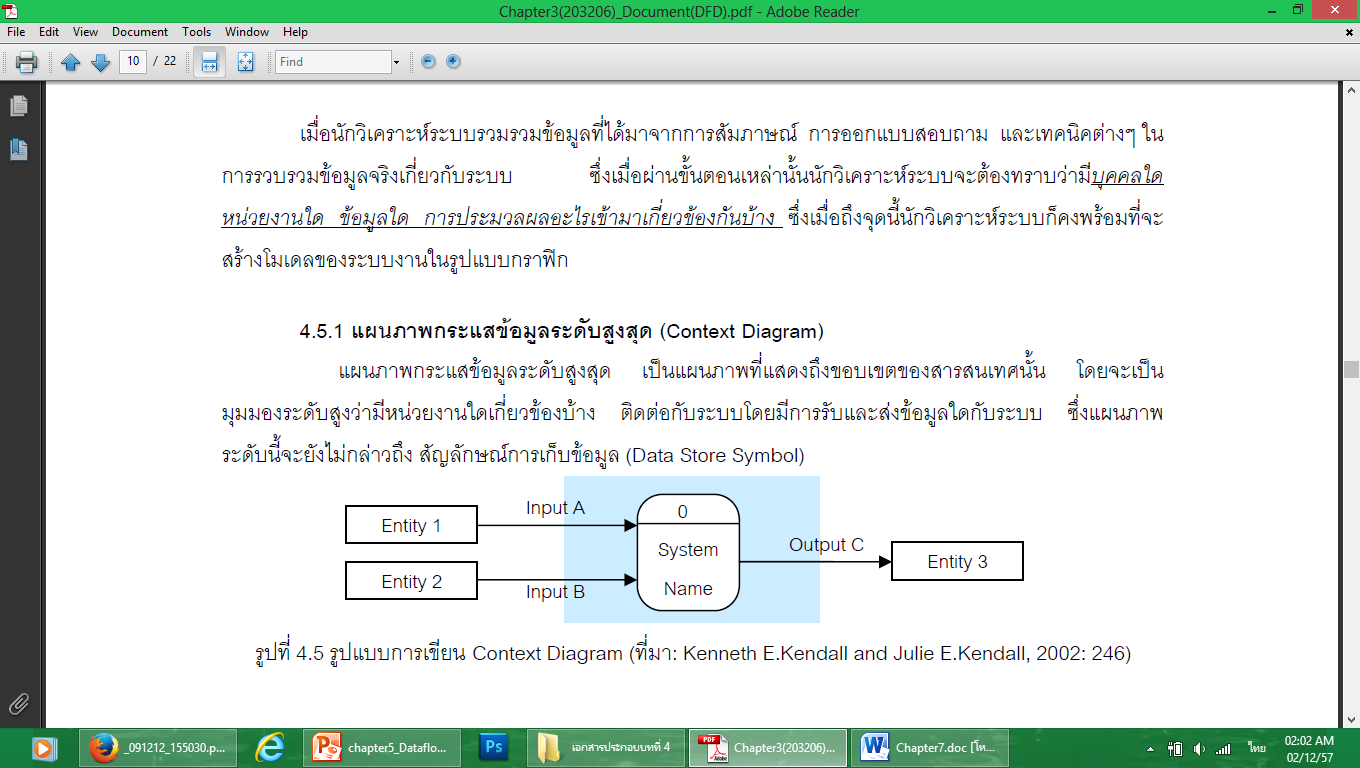 Chapter3(203206)_Document(DFD).pdf - Adobe Reader
File Edit View Document Tools Window Help
10 / 22 Find
เมื่อนักวิเคราะห์ระบบรวมรวมข้อมูลที่ได้มาจากการสัมภาษณ์ การออกแบบสอบถาม และเทคนิคต่างๆ ใน
การรวบรวมข้อมูลจริงเกี่ยวกับระบบ ซึ่งเมื่อผ่านขั้นตอนเหล่านั้นนักวิเคราะห์ระบบจะต้องทราบว่ามีบุคคลใด
หน่วยงานใด ข้อมูลใด การประมวลผลอะไรเข้ามาเกี่ยวข้องกันบ้าง ซึ่งเมื่อถึงจุดนี้นักวิเคราะห์ระบบก็คงพร้อมที่จะ
สร้างโมเดลของระบบงานในรูปแบบกราฟิก
4.5.1 แผนภาพกระแสข้อมูลระดับสูงสุด (Context Diagram)
แผนภาพกระแสข้อมูลระดับสูงสุด เป็นแผนภาพที่แสดงถึงขอบเขตของสารสนเทศนั้น โดยจะเป็น
มุมมองระดับสูงว่ามีหน่วยงานใดเกี่ยวข้องบ้าง ติดต่อกับระบบโดยมีการรับและส่งข้อมูลใดกับระบบ ซึ่งแผนภาพ
ระดับนี้จะยังไม่กล่าวถึง สัญลักษณ์การเก็บข้อมูล (Data Store Symbol)
Entity 1
Input A
Entity 2
Input B
0
System
Name
Output C
Entity 3
รูปที่ 4.5 รูปแบบการเขียน Context Diagram (ที่มา: Kenneth E.Kendall and Julie E.Kendall, 2002: 246)
_091212_155030.p...
chapter5_Dataflo...
Ps
เอกสารประกอบบทที่ 4
Chapter3(203206)...
Chapter7.doc [โห...
ไทย
02:02 AM
02/12/57